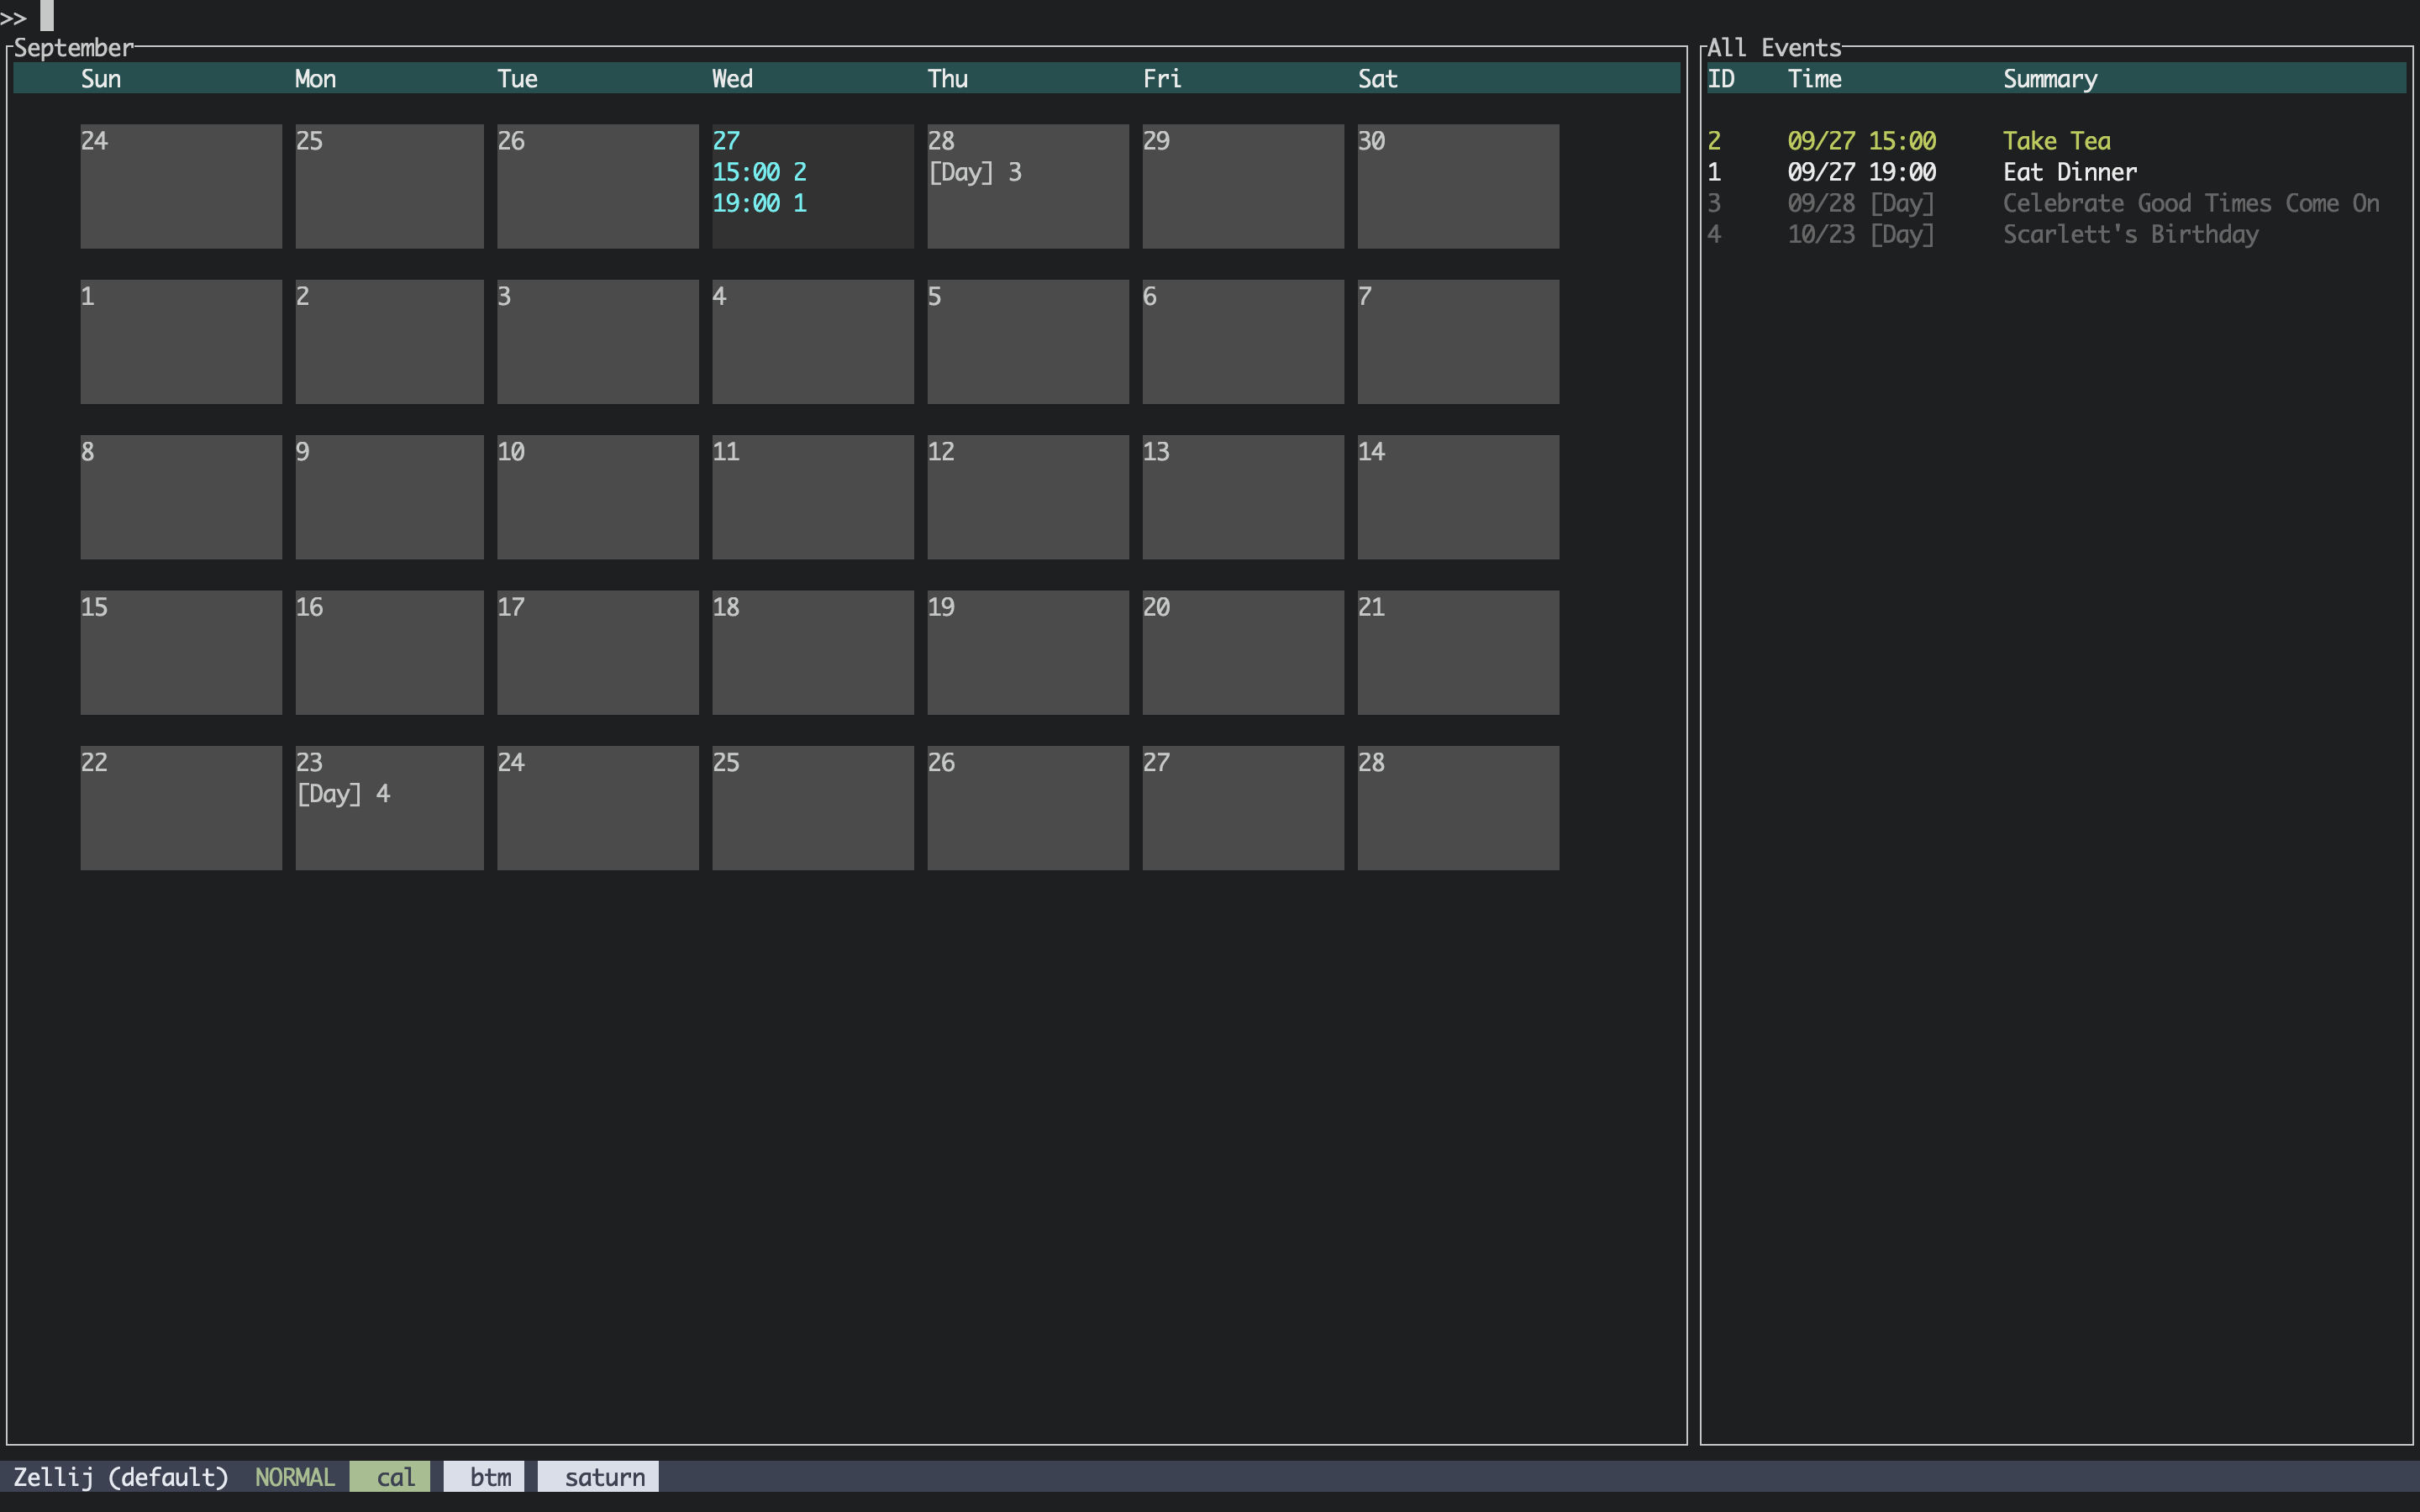 >>
September
Sun Mon Tue Wed Thu Fri Sat
24 25 26 27 28 29 30
15:00 2 [Day] 3
19:00 1
1 2 3 4 5 6 7
8 9 10 11 12 13 14
15 16 17 18 19 20 21
22 23 24 25 26 27 28
[Day] 4
All Events
ID Time Summary
2 09/27 15:00 Take Tea
1 09/27 19:00 Eat Dinner
3 09/28 [Day] Celebrate Good Times Come On
4 10/23 [Day] Scarlett's Birthday
Zellij (default) NORMAL cal btm saturn